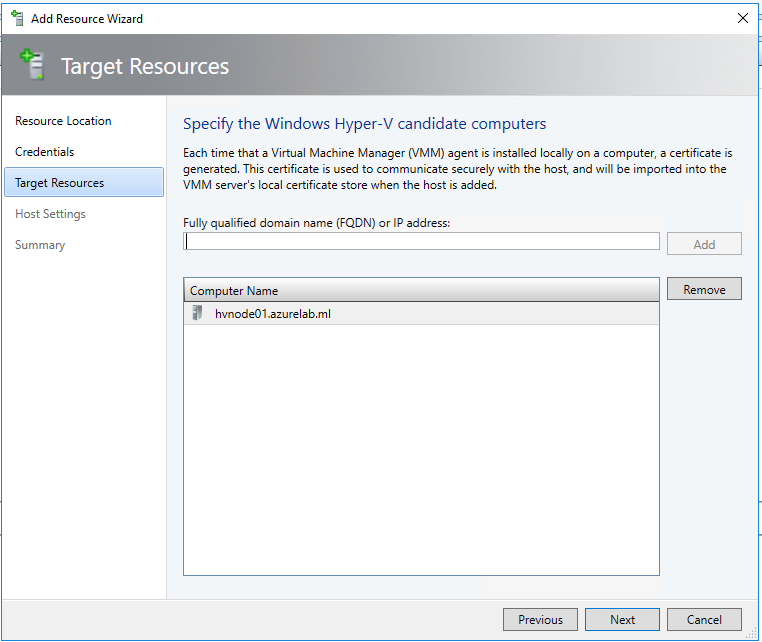 Add Resource Wizard
Target Resources
Resource Location
Credentials
Target Resources
Host Settings
Summary
Specify the Windows Hyper-V candidate computers
Each time that a Virtual Machine Manager (VMM) agent is installed locally on a computer, a certificate is
generated. This certificate is used to communicate securely with the host, and will be imported into the
VMM server's local certificate store when the host is added.
Fully qualified domain name (FQDN) or IP address:
Add
Computer Name
Remove
hvnode01.azurelab.ml
Previous
Next
Cancel